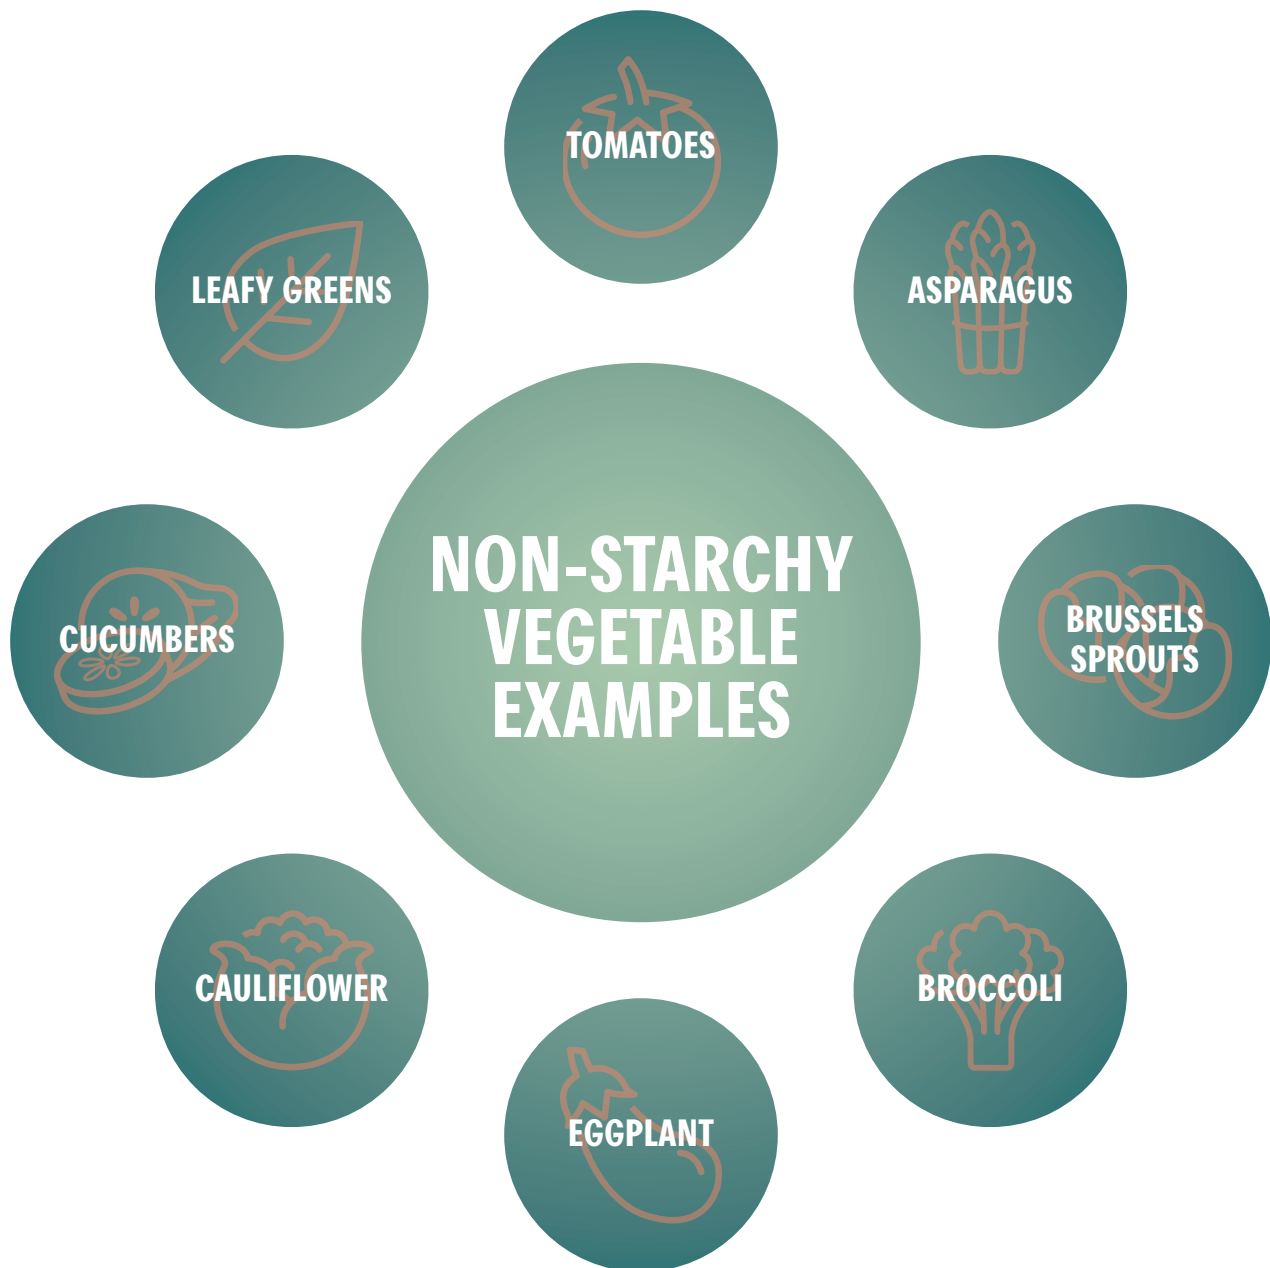 TOMATOES
ASPARAGUS
BRUSSELS
SPROUTS
BROCCOLI
EGGPLANT
CAULIFLOWER
CUCUMBERS
LEAFY GREENS
NON-STARCHY
VEGETABLE
EXAMPLES